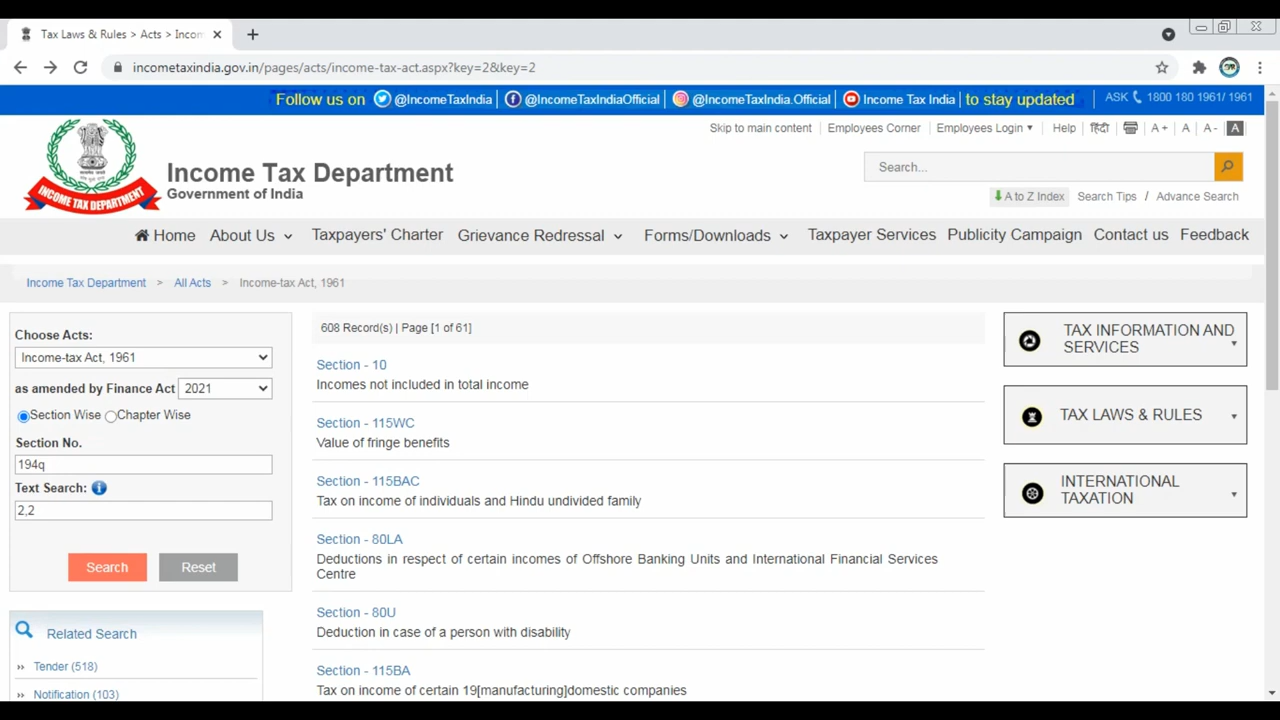 Tax Laws & Rules > Acts > Incom
incometaxindia.gov.in/pages/acts/income-tax-act.aspx?key=2&key=2
Follow us on @IncomeTaxIndia | @IncomeTaxIndiaOfficial | @IncomeTaxIndia.Official | Income Tax India | to stay updated | ASK 1800 180 1961/ 1961
Skip to main content | Employees Corner | Employees Login | Help | हिंदी A + A A - A
INCOME TAX DEPARTMENT
Income Tax Department
Government of India
Search...
A to Z Index Search Tips / Advance Search
Home About Us Taxpayers' Charter Grievance Redressal Forms/Downloads Taxpayer Services Publicity Campaign Contact us Feedback
Income Tax Department > All Acts > Income-tax Act, 1961
Choose Acts:
Income-tax Act, 1961
as amended by Finance Act 2021
Section Wise Chapter Wise
Section No.
194q
Text Search:
2,2
Search Reset
Related Search
Tender (518)
Notification (103)
608 Record(s) | Page [1 of 61]
Section - 10
Incomes not included in total income
Section - 115WC
Value of fringe benefits
Section - 115BAC
Tax on income of individuals and Hindu undivided family
Section - 80LA
Deductions in respect of certain incomes of Offshore Banking Units and International Financial Services
Centre
Section - 80U
Deduction in case of a person with disability
Section - 115BA
Tax on income of certain 19[manufacturing]domestic companies
TAX INFORMATION AND
SERVICES
TAX LAWS & RULES
INTERNATIONAL
TAXATION